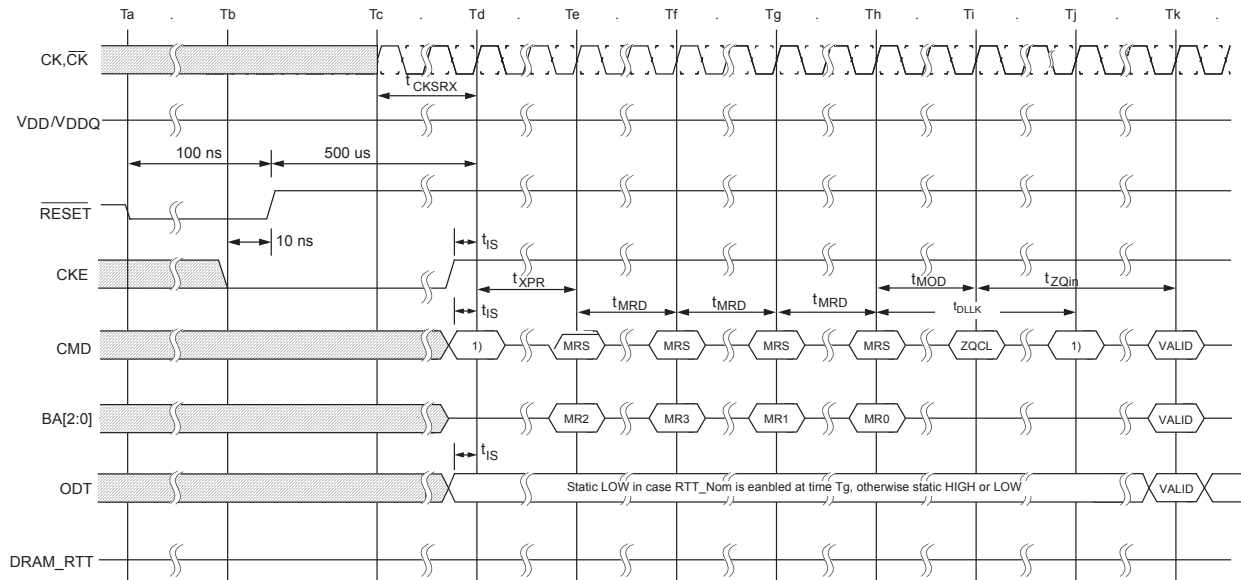 Ta . Tb Tc . Td . Te . Tf . Tg . Th . Ti . Tj . Tk .
CK,CK
tCKSRX
VDD/VDDQ
100 ns 500 us
RESET
10 ns tIS
CKE
tXPR tMOD tZQin
tIS tMRD tMRD tMRD tDLLK
CMD 1) MRS MRS MRS MRS ZQCL 1) VALID
BA[2:0] MR2 MR3 MR1 MR0 VALID
tIS
ODT Static LOW in case RTT_Nom is eanbled at time Tg, otherwise static HIGH or LOW VALID
DRAM_RTT